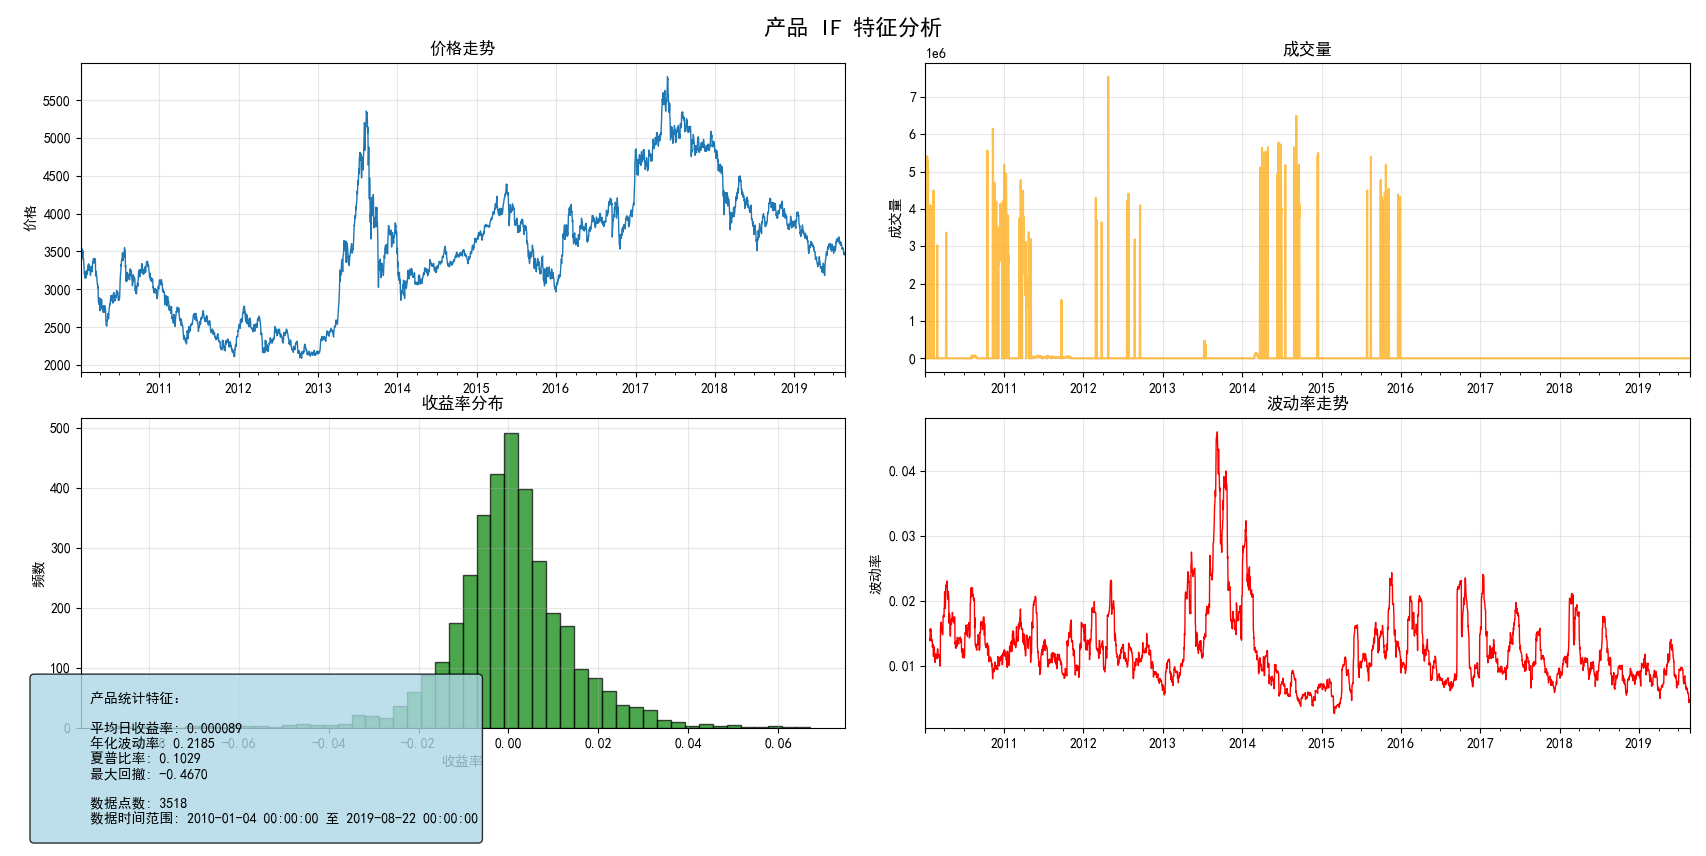 产品 IF 特征分析
价格走势
价格
5500
5000
4500
4000
3500
3000
2500
2000
2011 2012 2013 2014 2015 2016 2017 2018 2019
成交量
1e6
成交量
7
6
5
4
3
2
1
0
2011 2012 2013 2014 2015 2016 2017 2018 2019
收益率分布
频数
500
400
300
200
100
0
-0.06 -0.04 -0.02 0.00 0.02 0.04 0.06
收益率
波动率走势
波动率
0.04
0.03
0.02
0.01
2011 2012 2013 2014 2015 2016 2017 2018 2019
产品统计特征:
平均日收益率: 0.000089
年化波动率: 0.2185
夏普比率: 0.1029
最大回撤: -0.4670
数据点数: 3518
数据时间范围: 2010-01-04 00:00:00 至 2019-08-22 00:00:00